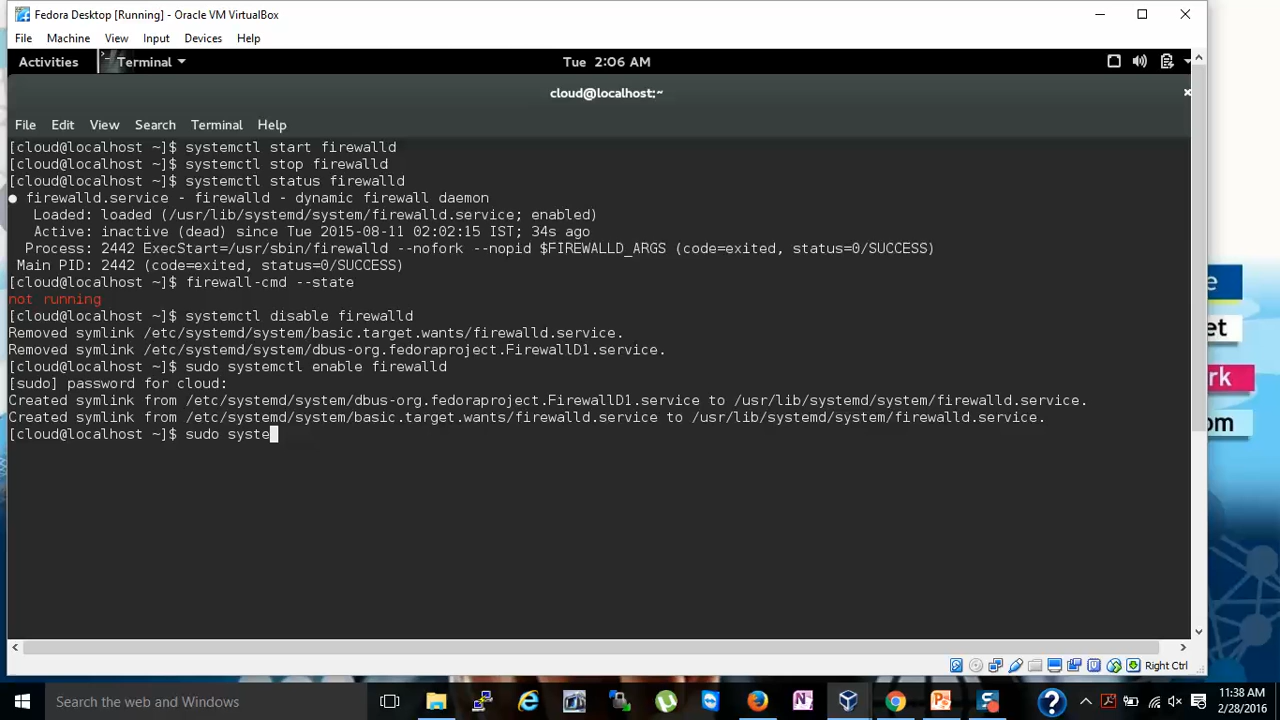 Fedora Desktop [Running] - Oracle VM VirtualBox
File Machine View Input Devices Help
Activities Terminal Tue 2:06 AM
cloud@localhost:~
File Edit View Search Terminal Help
[cloud@localhost ~]$ systemctl start firewalld
[cloud@localhost ~]$ systemctl stop firewalld
[cloud@localhost ~]$ systemctl status firewalld
● firewalld.service - firewalld - dynamic firewall daemon
Loaded: loaded (/usr/lib/systemd/system/firewalld.service; enabled)
Active: inactive (dead) since Tue 2015-08-11 02:02:15 IST; 34s ago
Process: 2442 ExecStart=/usr/sbin/firewalld --nofork --nopid $FIREWALLD_ARGS (code=exited, status=0/SUCCESS)
Main PID: 2442 (code=exited, status=0/SUCCESS)
[cloud@localhost ~]$ firewall-cmd --state
not running
[cloud@localhost ~]$ systemctl disable firewalld
Removed symlink /etc/systemd/system/basic.target.wants/firewalld.service.
Removed symlink /etc/systemd/system/dbus-org.fedoraproject.FirewallD1.service.
[cloud@localhost ~]$ sudo systemctl enable firewalld
[sudo] password for cloud:
Created symlink from /etc/systemd/system/dbus-org.fedoraproject.FirewallD1.service to /usr/lib/systemd/system/firewalld.service.
Created symlink from /etc/systemd/system/basic.target.wants/firewalld.service to /usr/lib/systemd/system/firewalld.service.
[cloud@localhost ~]$ sudo syste
e
et
rk
om
Right Ctrl
Search the web and Windows
11:38 AM
2/28/2016